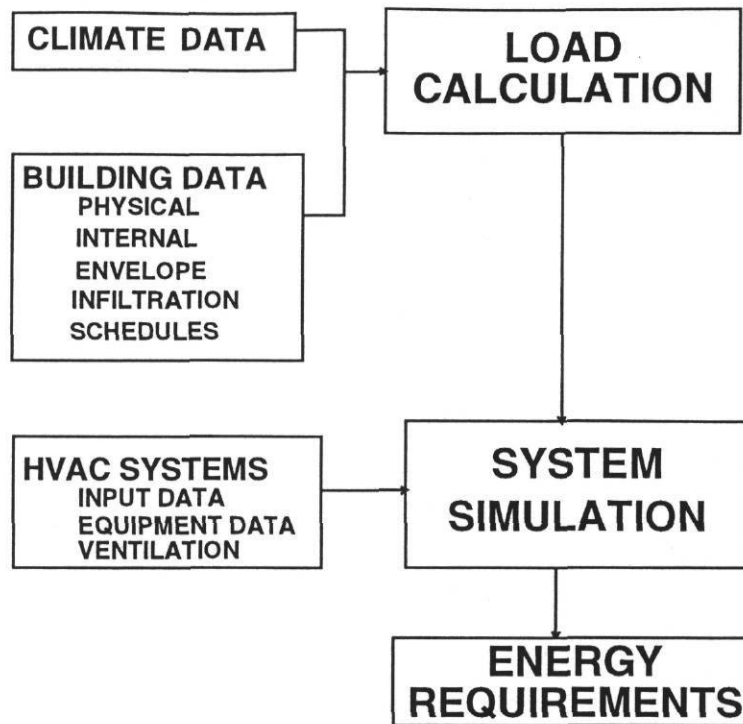 CLIMATE DATA
LOAD
CALCULATION
BUILDING DATA
PHYSICAL
INTERNAL
ENVELOPE
INFILTRATION
SCHEDULES
HVAC SYSTEMS
INPUT DATA
EQUIPMENT DATA
VENTILATION
SYSTEM
SIMULATION
ENERGY
REQUIREMENTS